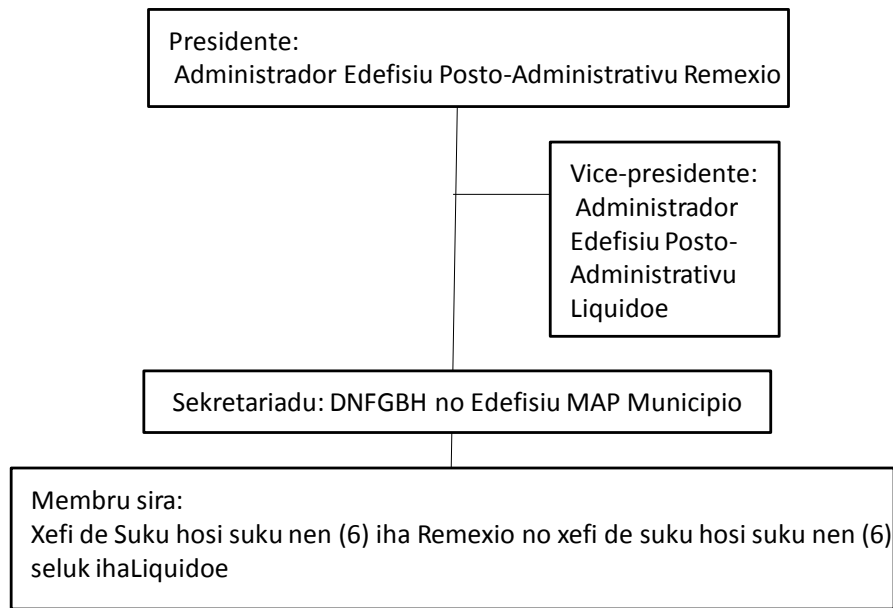 Presidente:
Administrador Edefisiu Posto-Administrativu Remexio
Vice-presidente:
Administrador
Edefisiu Posto-
Administrativu
Liquidoe
Sekretariadu: DNFGBH no Edefisiu MAP Municipio
Membru sira:
Xefi de Suku hosi suku nen (6) iha Remexio no xefi de suku hosi suku nen (6)
seluk ihaLiquidoe